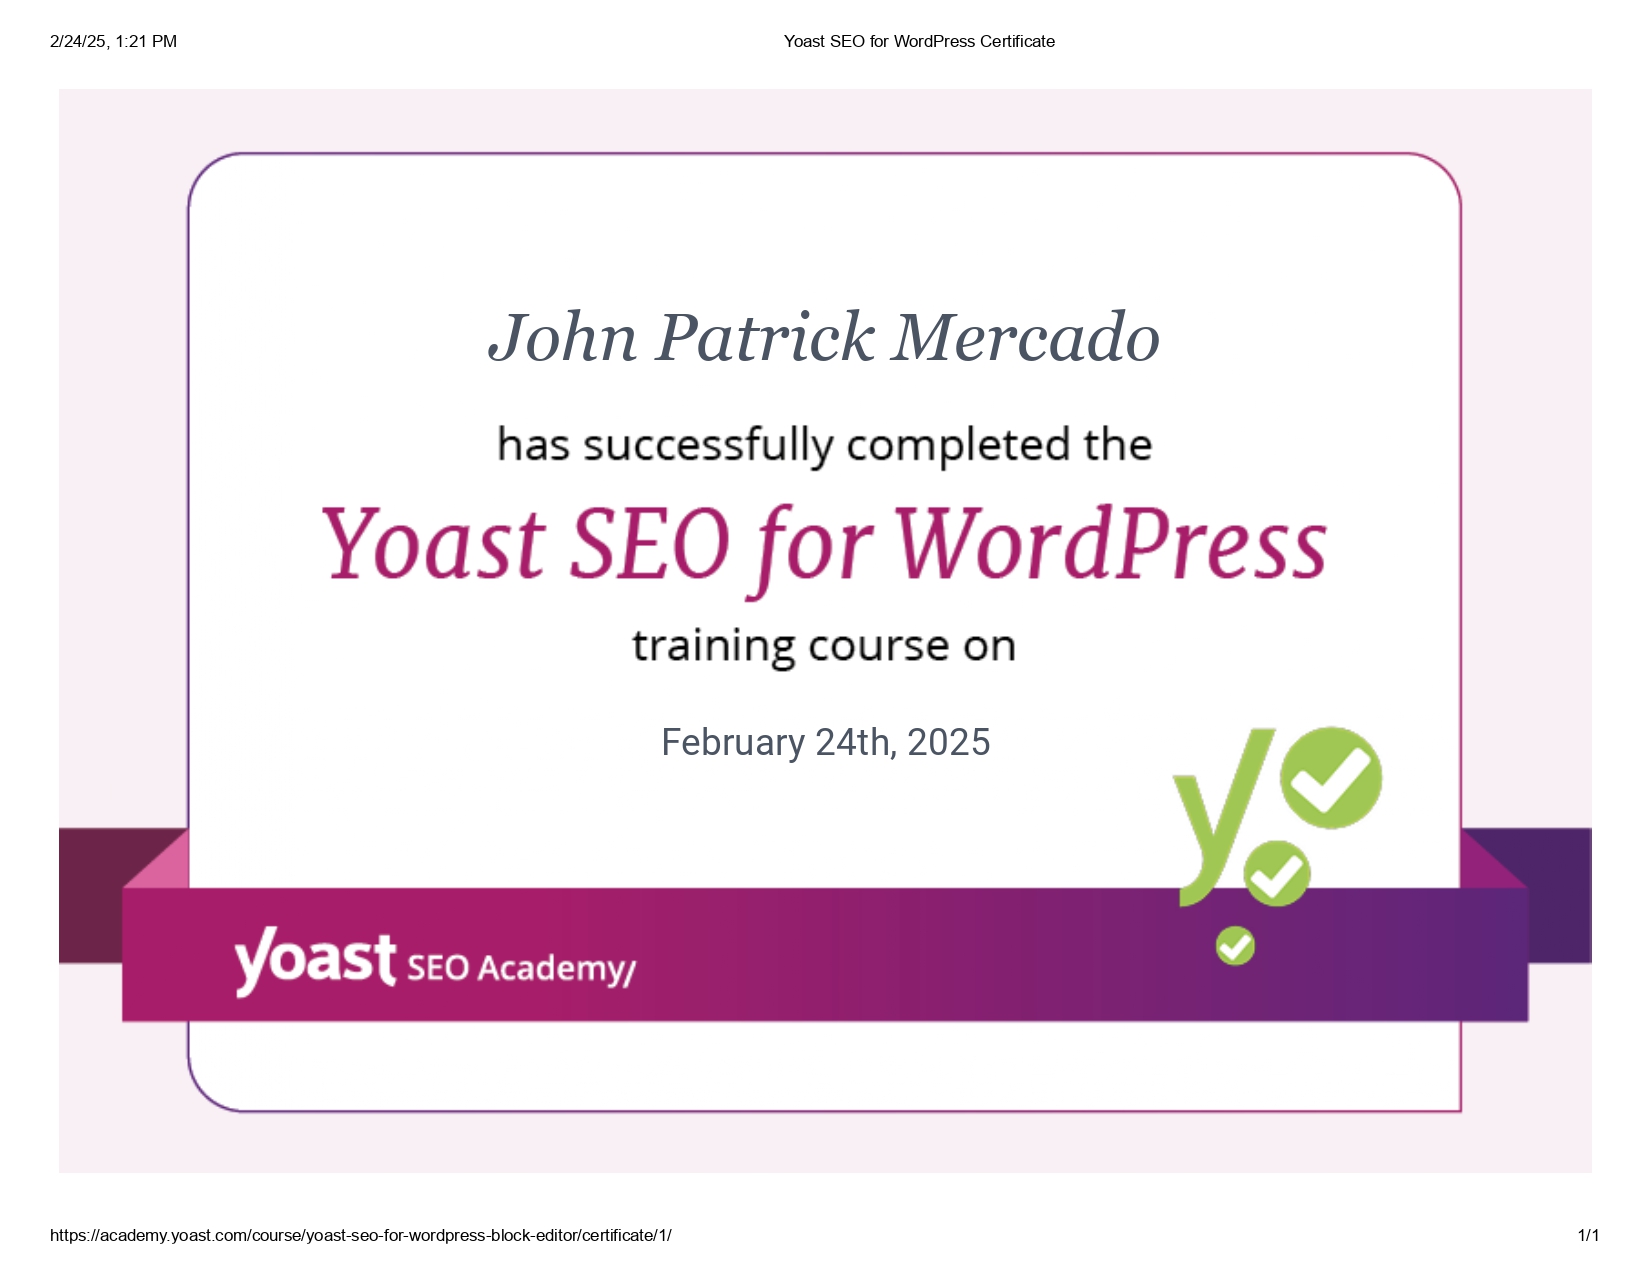 2/24/25, 1:21 PM
Yoast SEO for WordPress Certificate
John Patrick Mercado
has successfully completed the
Yoast SEO for WordPress
training course on
February 24th, 2025
y
yoast SEO Academy/
https://academy.yoast.com/course/yoast-seo-for-wordpress-block-editor/certificate/1/
1/1